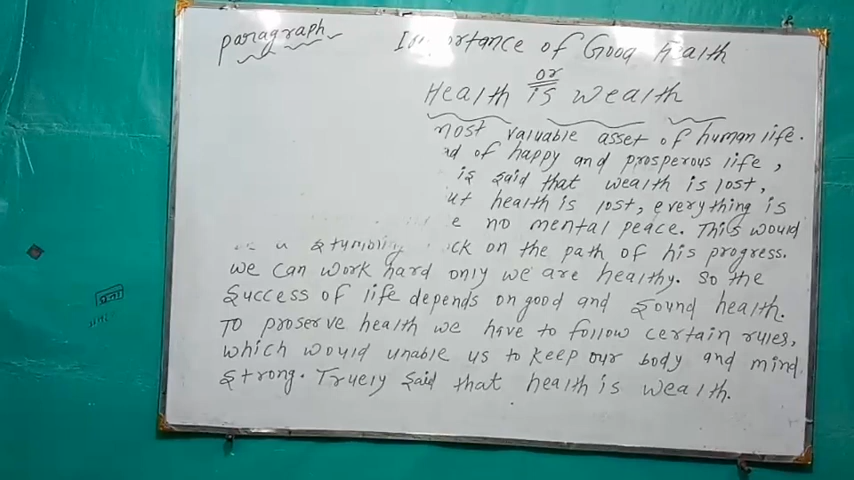 paragraph
Importance of Good Health
or
Health is wealth
most valuable asset of human life.
of happy and prosperous life,
is said that wealth is lost,
health is lost, everything is
no mental peace. This would
on the path of his progress.
we can work hard only we are healthy. So the
Success of life depends on good and sound health.
To proserve health we have to follow certain rules,
which would unable us to keep our body and mind
strong. Truely said that health is wealth.